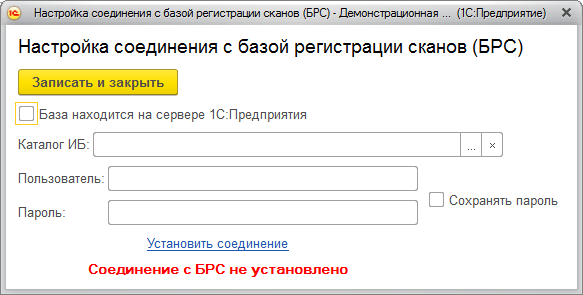 Настройка соединения с базой регистрации сканов (БРС) - Демонстрационная ... (1С:Предприятие)
Настройка соединения с базой регистрации сканов (БРС)
Записать и закрыть
База находится на сервере 1С:Предприятия
Каталог ИБ:
...
Пользователь:
Сохранять пароль
Пароль:
Установить соединение
Соединение с БРС не установлено